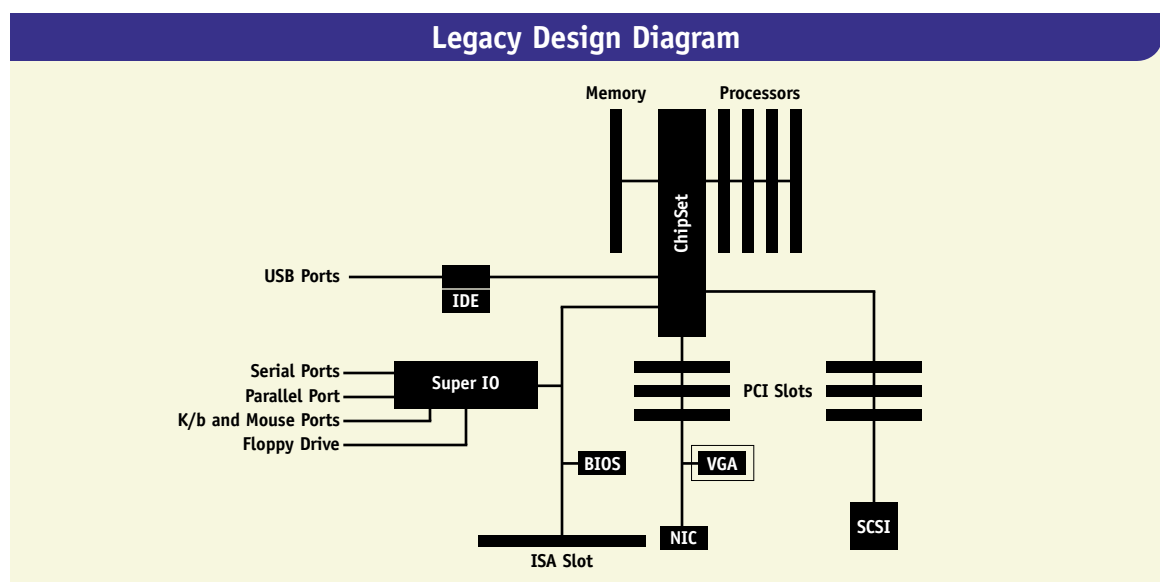 Legacy Design Diagram
Memory
Processors
ChipSet
USB Ports
IDE
Serial Ports
Parallel Port
K/b and Mouse Ports
Floppy Drive
Super IO
PCI Slots
BIOS
VGA
SCSI
NIC
ISA Slot